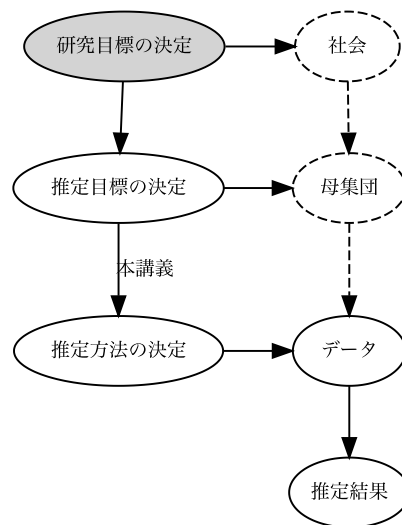 研究目標の決定
社会
推定目標の決定
母集団
本講義
推定方法の決定
データ
推定結果